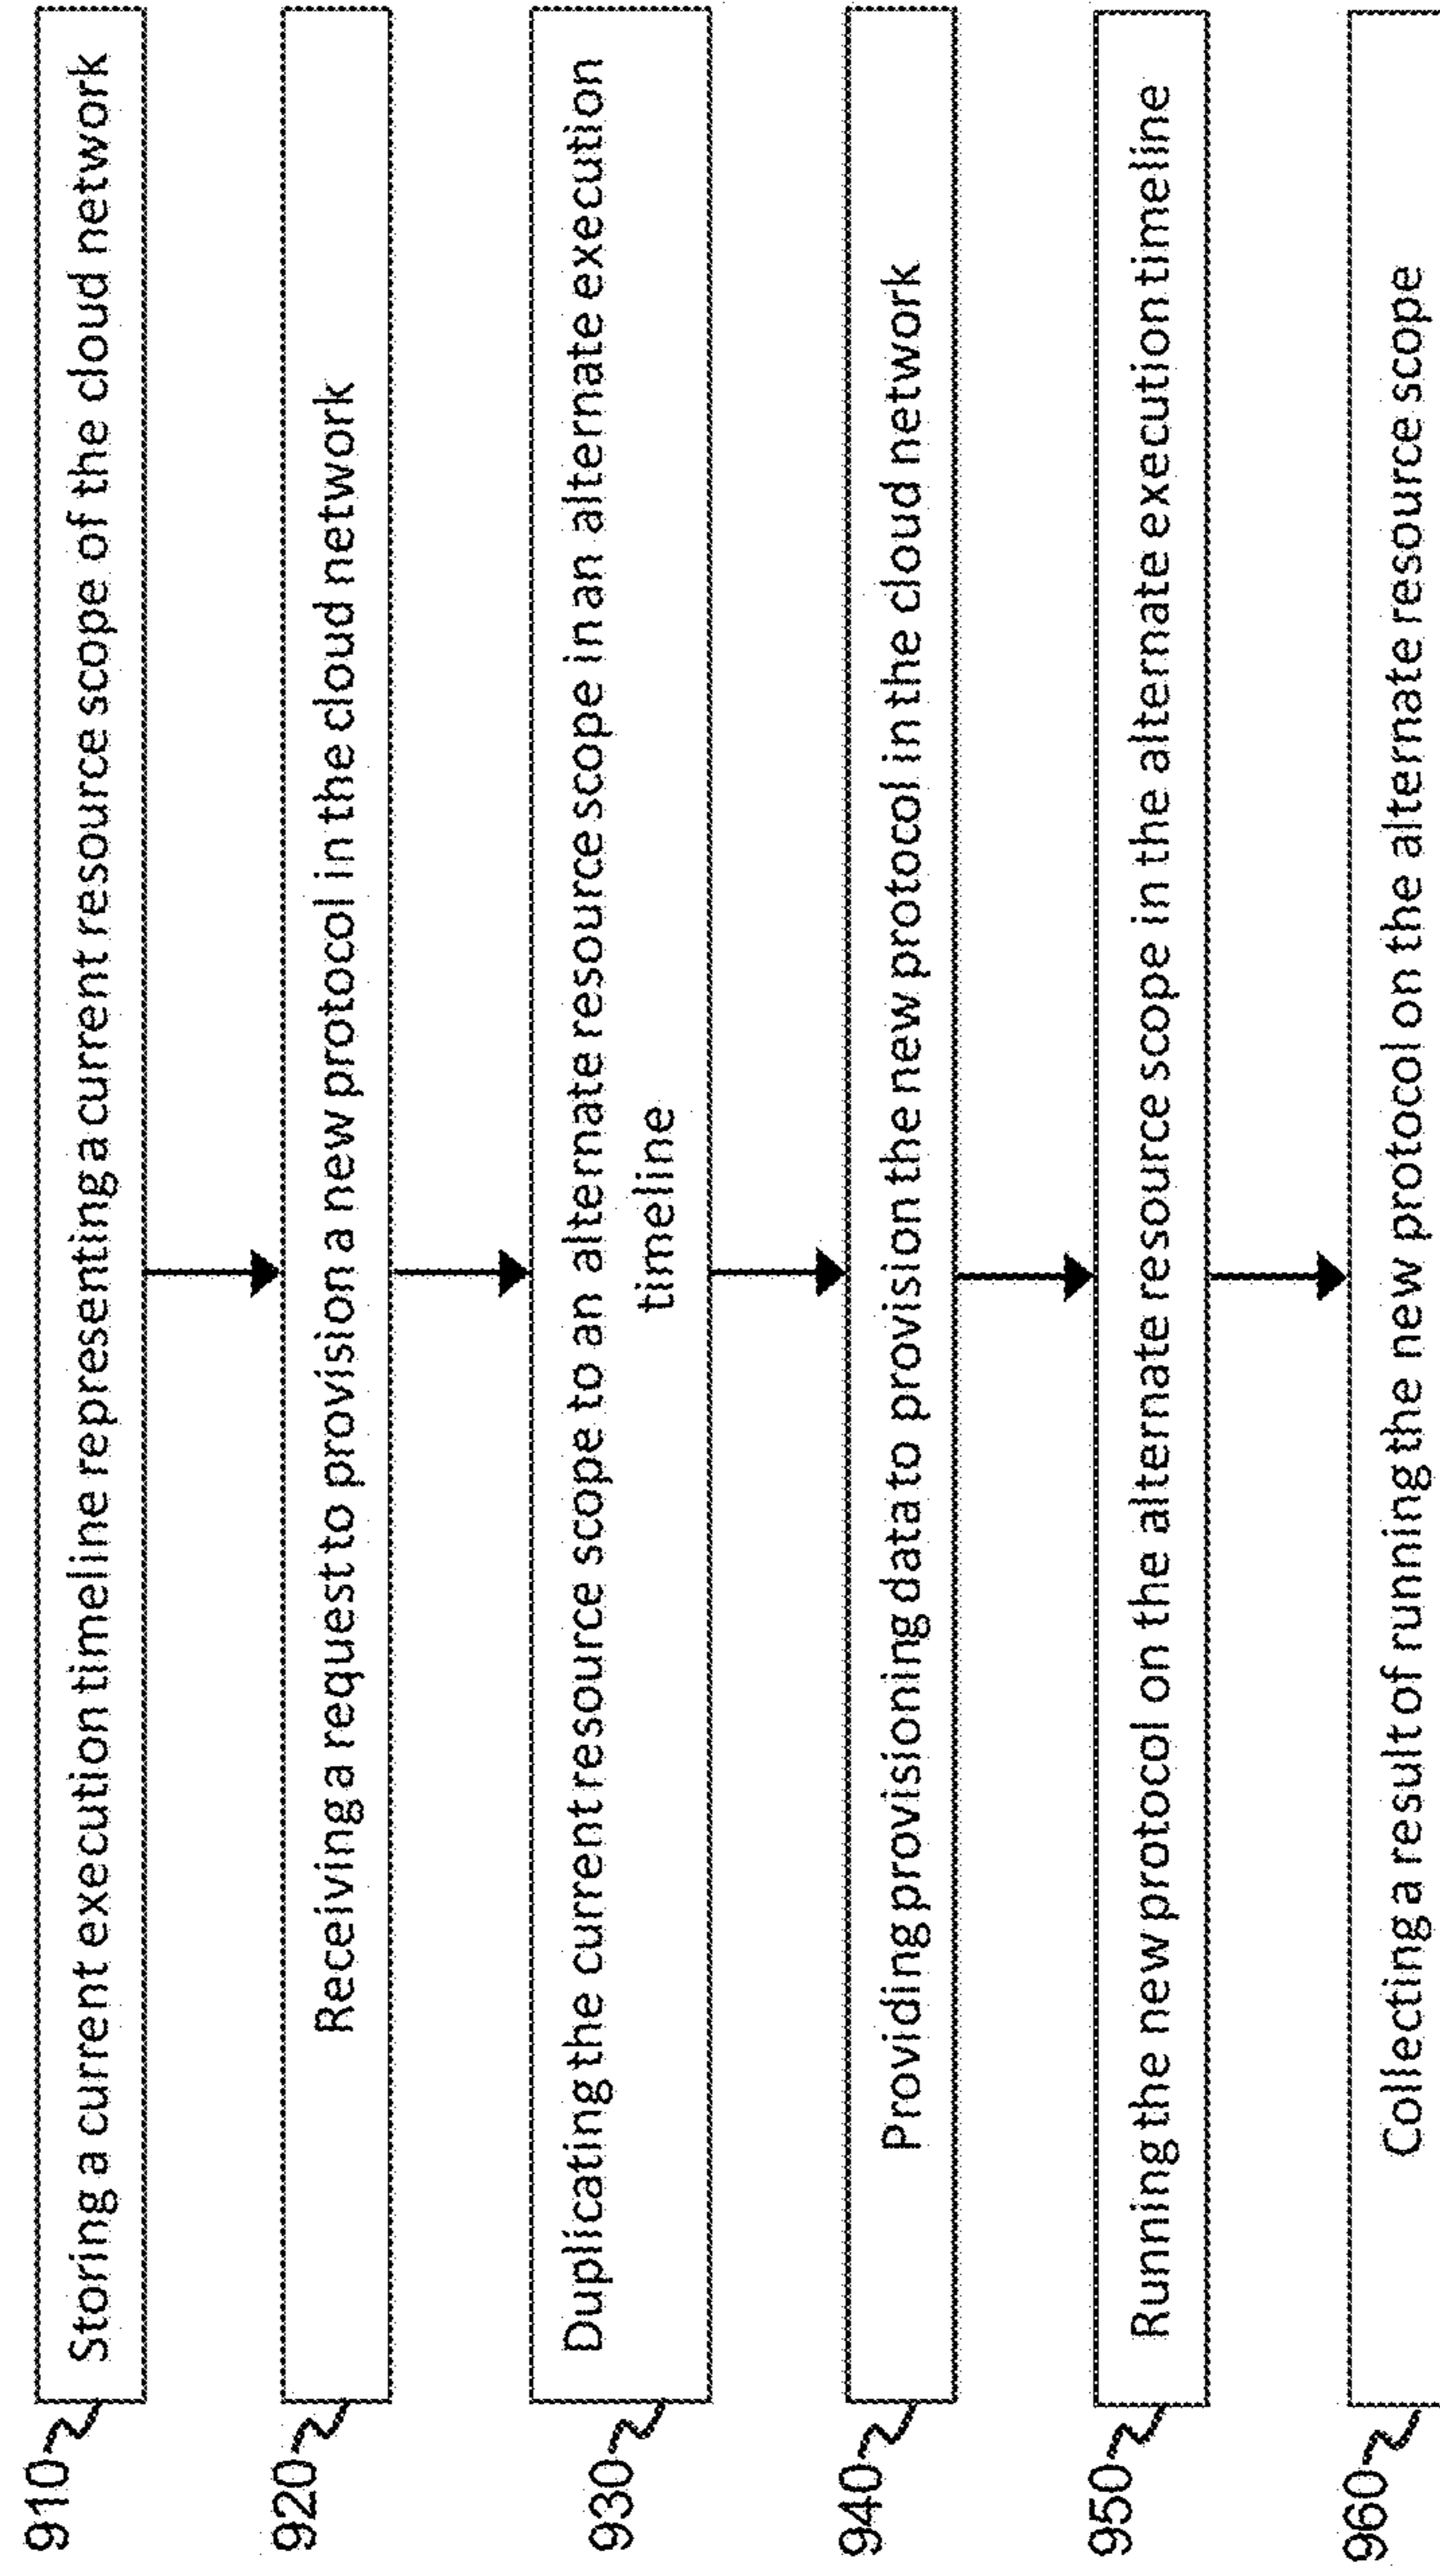 910
Storing a current execution timeline representing a current resource scope of the cloud network
920
Receiving a request to provision a new protocol in the cloud network
930
Duplicating the current resource scope to an alternate resource scope in an alternate execution
timeline
940
Providing provisioning data to provision the new protocol in the cloud network
950
Running the new protocol on the alternate resource scope in the alternate execution timeline
960
Collecting a result of running the new protocol on the alternate resource scope